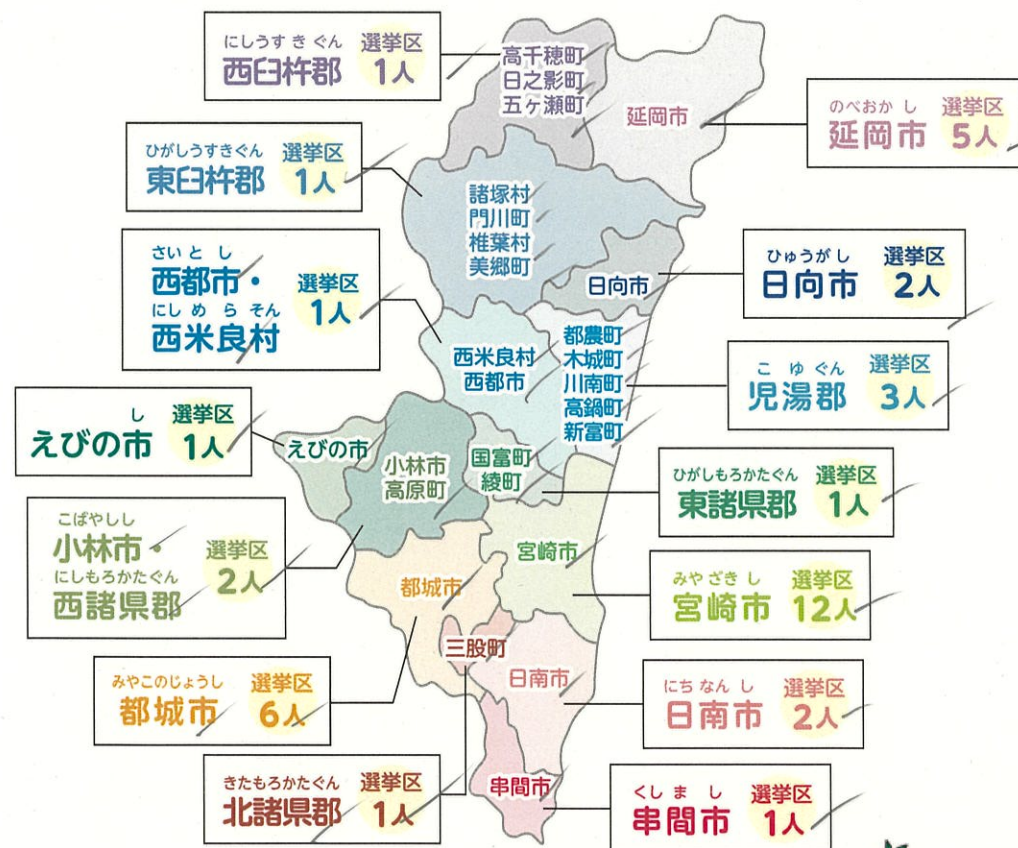 にしうすきぐん
西臼杵郡
選挙区
1人
高千穂町
日之影町
五ヶ瀬町
延岡市
のべおかし
延岡市
選挙区
5人
ひがしうすきぐん
東臼杵郡
選挙区
1人
諸塚村
門川町
椎葉村
美郷町
さいとし
西都市・
にしめらそん
西米良村
選挙区
1人
日向市
ひゅうがし
日向市
選挙区
2人
西米良村
西都市
都農町
木城町
川南町
高鍋町
新富町
こゆぐん
児湯郡
選挙区
3人
し
えびの市
選挙区
1人
えびの市
小林市
高原町
国富町
綾町
ひがしもろかたぐん
東諸県郡
選挙区
1人
こばやしし
小林市・
にしもろかたぐん
西諸県郡
選挙区
2人
宮崎市
みやざきし
宮崎市
選挙区
12人
都城市
三股町
日南市
みやこのじょうし
都城市
選挙区
6人
にちなんし
日南市
選挙区
2人
きたもろかたぐん
北諸県郡
選挙区
1人
串間市
くしまし
串間市
選挙区
1人